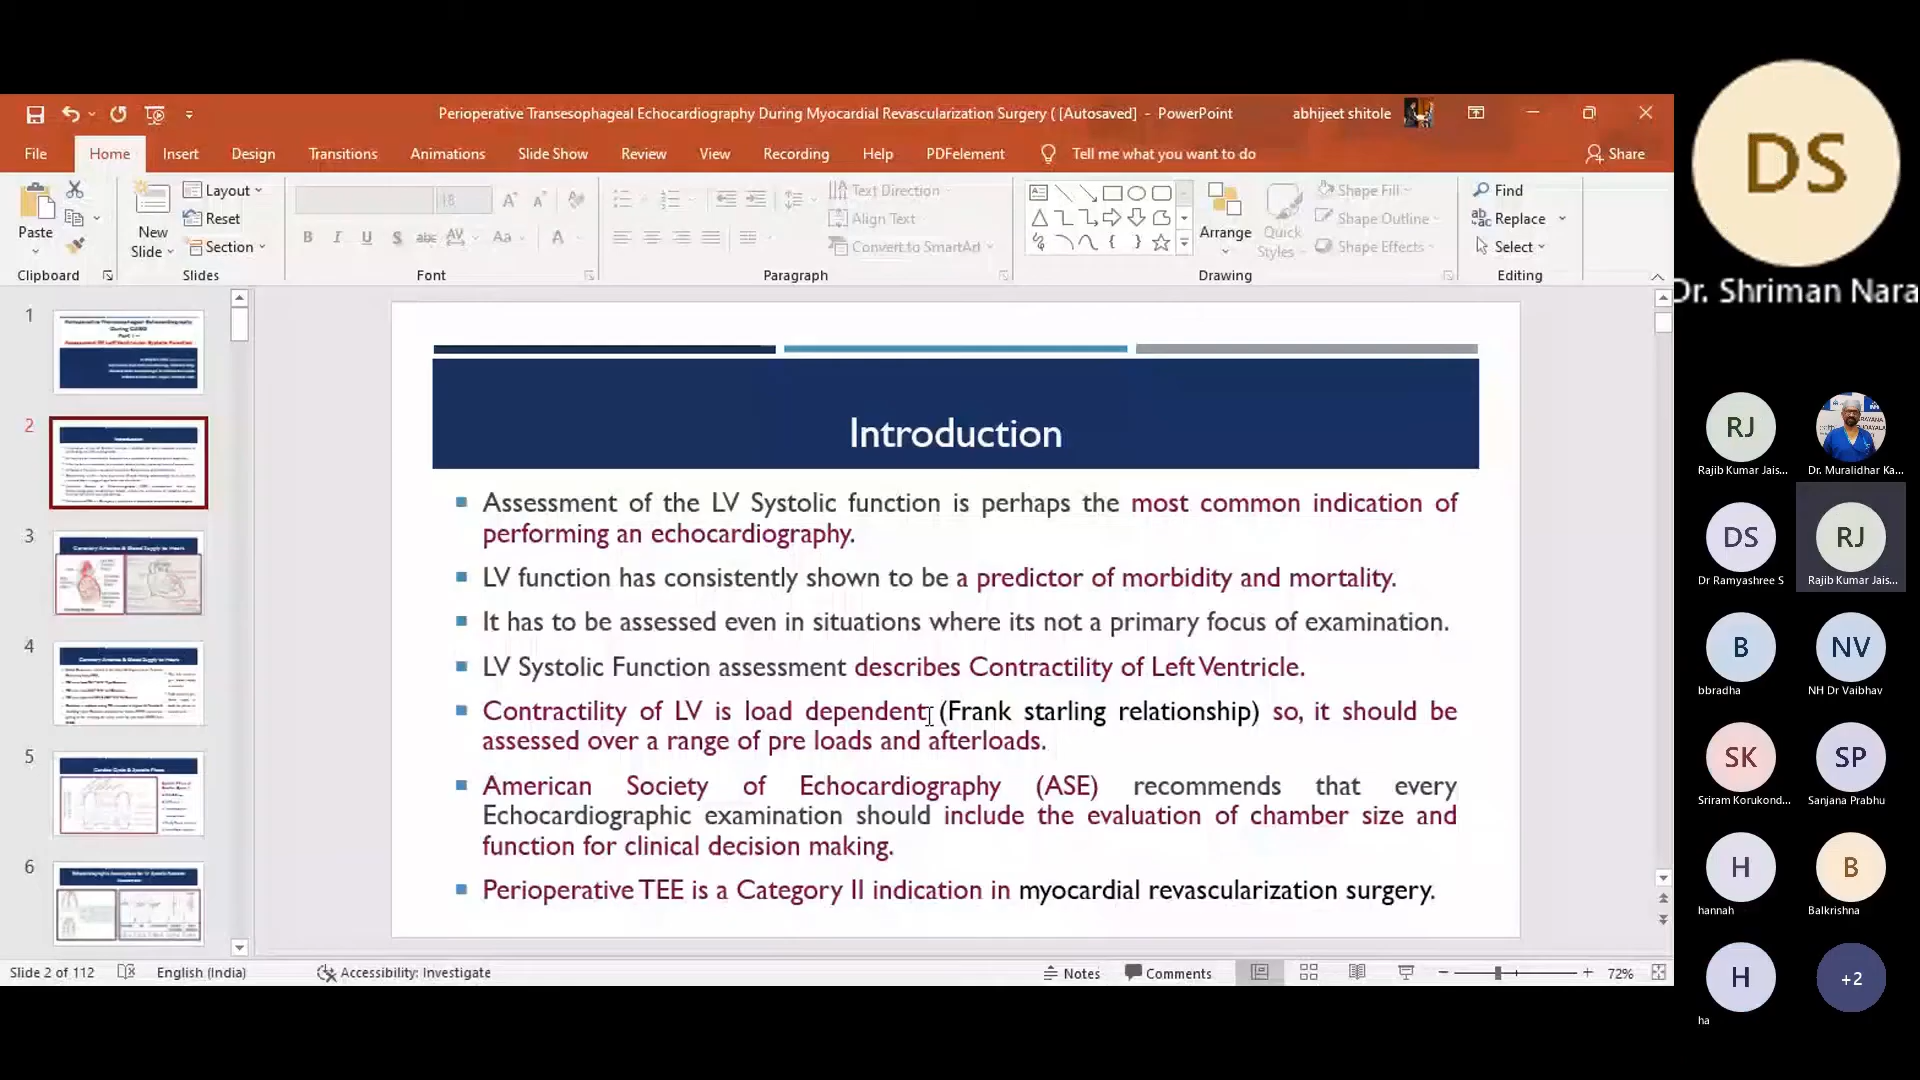 Perioperative Transesophageal Echocardiography During Myocardial Revascularization Surgery ( [Autosaved] - PowerPoint
abhijeet shitole
File Home Insert Design Transitions Animations Slide Show Review View Recording Help PDFelement Tell me what you want to do Share
Paste
New Slide
Layout
Reset
Section
18
Text Direction
Align Text
Convert to SmartArt
Arrange
Quick Styles
Shape Fill
Shape Outline
Shape Effects
Find
Replace
Select
Clipboard Slides Font Paragraph Drawing Editing
1
2
3
4
5
6
Introduction
Assessment of the LV Systolic function is perhaps the most common indication of
performing an echocardiography.
LV function has consistently shown to be a predictor of morbidity and mortality.
It has to be assessed even in situations where its not a primary focus of examination.
LV Systolic Function assessment describes Contractility of Left Ventricle.
Contractility of LV is load dependent (Frank starling relationship) so, it should be
assessed over a range of pre loads and afterloads.
American Society of Echocardiography (ASE) recommends that every
Echocardiographic examination should include the evaluation of chamber size and
function for clinical decision making.
Perioperative TEE is a Category II indication in myocardial revascularization surgery.
Slide 2 of 112 English (India) Accessibility: Investigate Notes Comments 72%
DS
Dr. Shriman Nara
RJ
Rajib Kumar Jais...
Dr. Muralidhar Ka...
DS
Dr Ramyashree S
RJ
Rajib Kumar Jais...
B
bbradha
NV
NH Dr Vaibhav
SK
Sriram Korukond...
SP
Sanjana Prabhu
H
hannah
B
Balkrishna
H
ha
+2